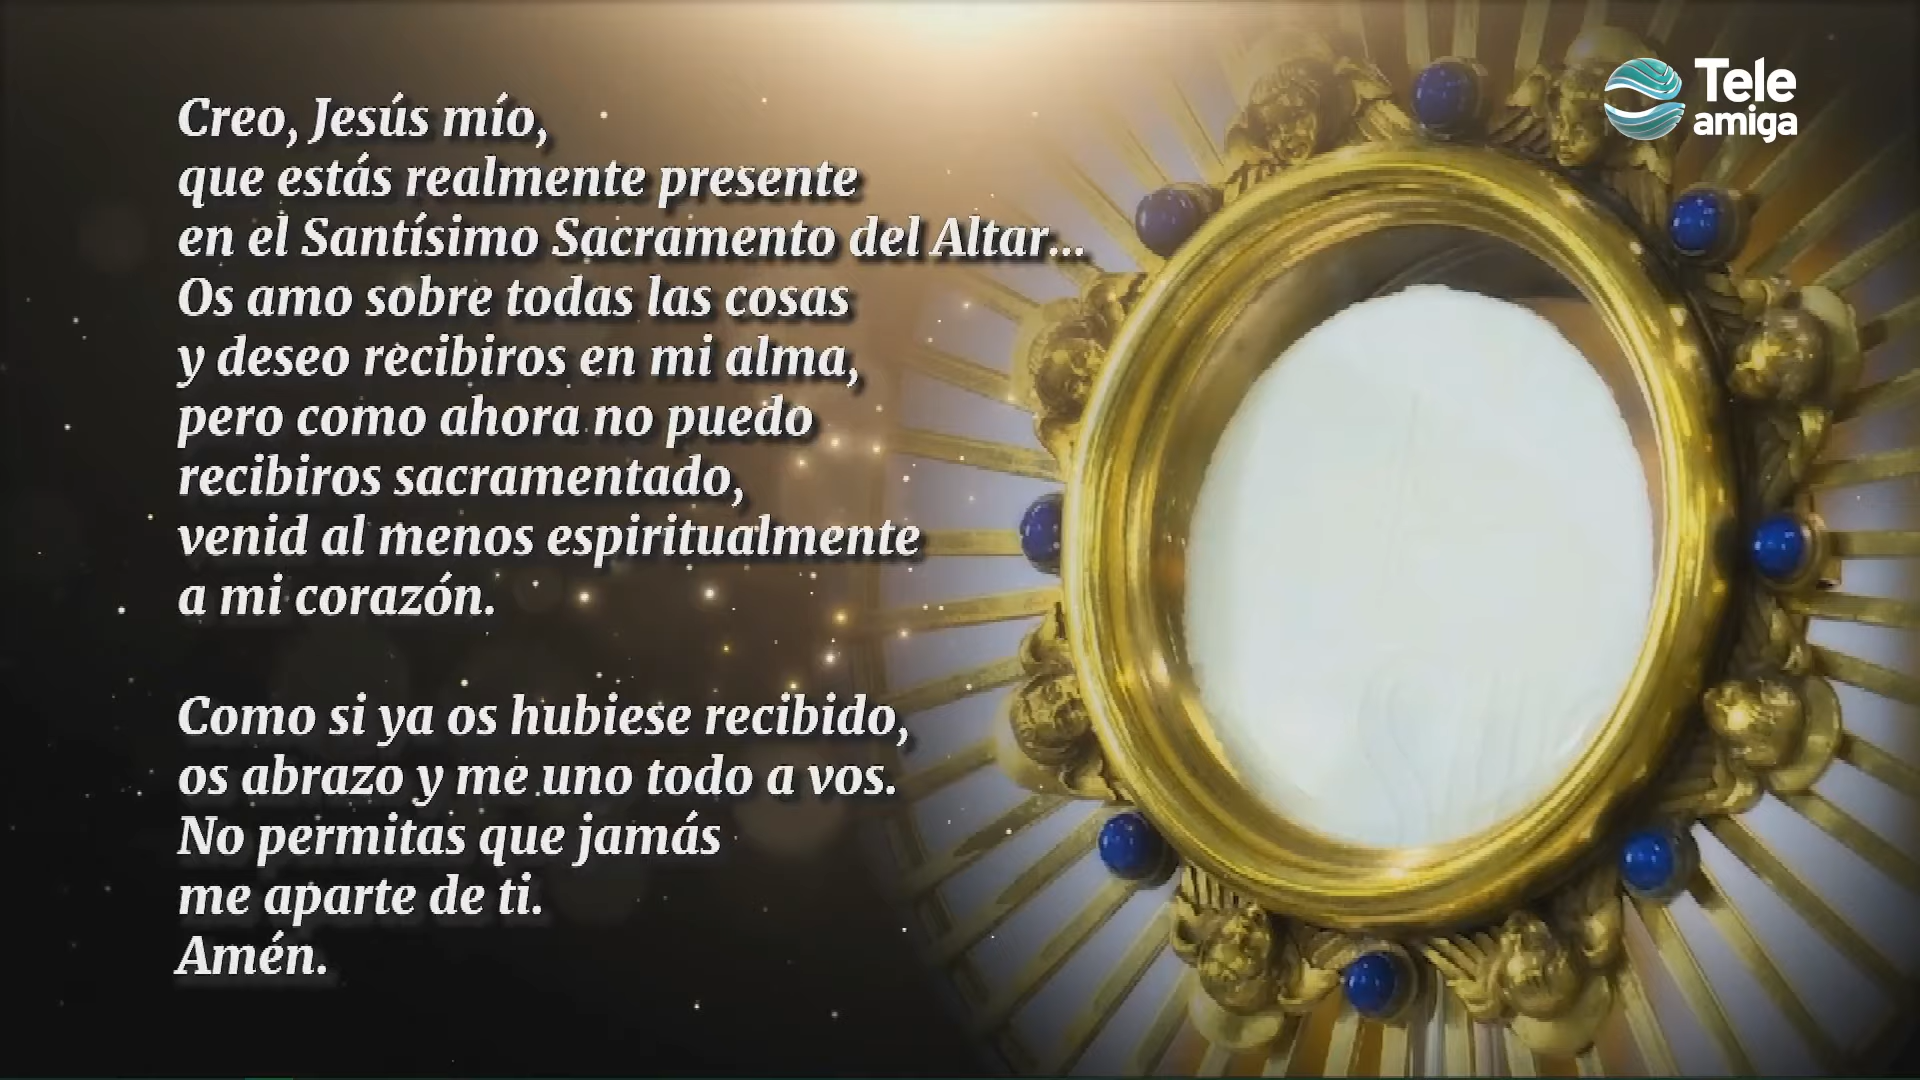 Creo, Jesús mío,
que estás realmente presente
en el Santísimo Sacramento del Altar...
Os amo sobre todas las cosas
y deseo recibiros en mi alma,
pero como ahora no puedo
recibiros sacramentado,
venid al menos espiritualmente
a mi corazón.
Como si ya os hubiese recibido,
os abrazo y me uno todo a vos.
No permitas que jamás
me aparte de ti.
Amén.
Tele
amiga